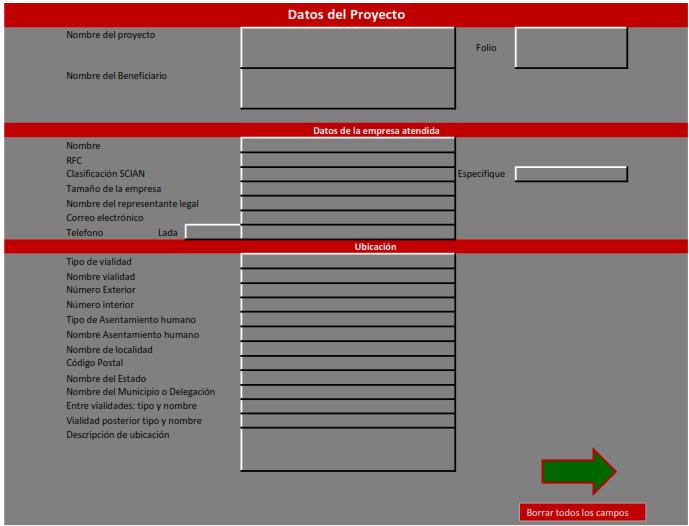 Datos del Proyecto
Nombre del proyecto
Folio
Nombre del Beneficiario
Datos de la empresa atendida
Nombre
RFC
Clasificación SCIAN
Especifique
Tamaño de la empresa
Nombre del representante legal
Correo electrónico
Telefono Lada
Ubicación
Tipo de vialidad
Nombre vialidad
Número Exterior
Número interior
Tipo de Asentamiento humano
Nombre Asentamiento humano
Nombre de localidad
Código Postal
Nombre del Estado
Nombre del Municipio o Delegación
Entre vialidades: tipo y nombre
Vialidad posterior tipo y nombre
Descripción de ubicación
Borrar todos los campos